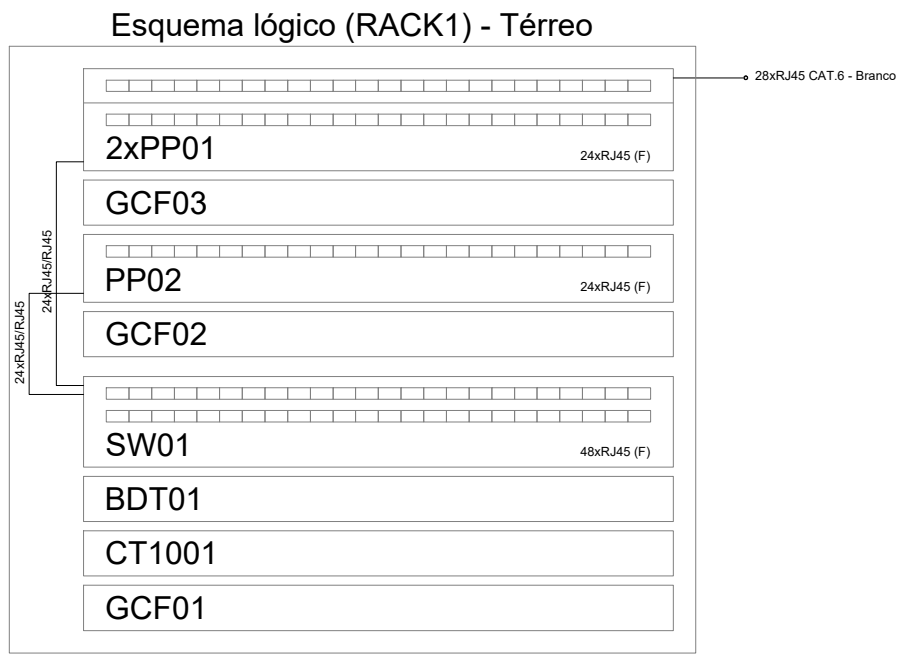 Esquema lógico (RACK1) - Térreo
28xRJ45 CAT.6 - Branco
2xPP01
24xRJ45 (F)
GCF03
24xRJ45/RJ45
PP02
24xRJ45 (F)
24xRJ45/RJ45
GCF02
SW01
48xRJ45 (F)
BDT01
CT1001
GCF01